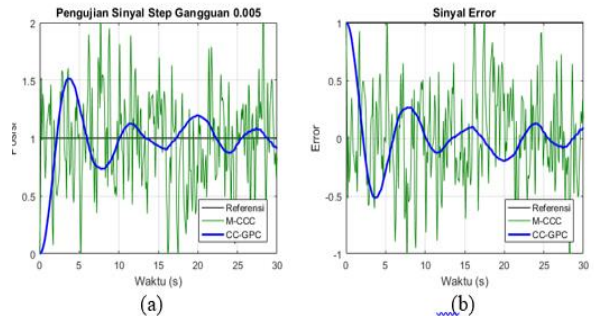 Pengujian Sinyal Step Gangguan 0.005
2
1.5
1
0.5
0
0 5 10 15 20 25 30
Waktu (s)
Referensi
M-CCC
CC-GPC
(a)
Sinyal Error
Error
1
0.5
0
-0.5
-1
0 5 10 15 20 25 30
Waktu (s)
Referensi
M-CCC
CC-GPC
(b)